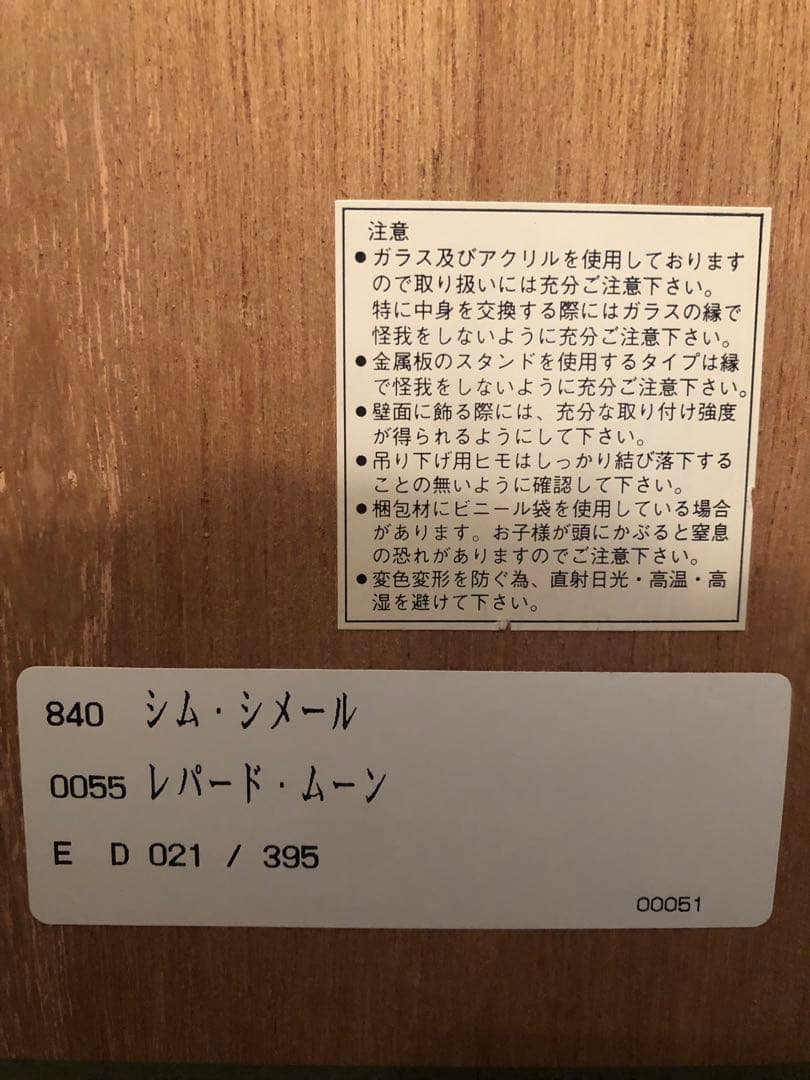 注意
●ガラス及びアクリルを使用しております
ので取り扱いには充分ご注意下さい。
特に中身を交換する際にはガラスの縁で
怪我をしないように充分ご注意下さい。
●金属板のスタンドを使用するタイプは縁
で怪我をしないように充分ご注意下さい。
●壁面に飾る際には、充分な取り付け強度
が得られるようにして下さい。
●吊り下げ用ヒモはしっかり結び落下する
ことの無いように確認して下さい。
●梱包材にビニール袋を使用している場合
があります。お子様が頭にかぶると窒息
の恐れがありますのでご注意下さい。
●変色変形を防ぐ為、直射日光・高温・高
湿を避けて下さい。
840 シム・シメール
0055 レパード・ムーン
E D 021 / 395
00051